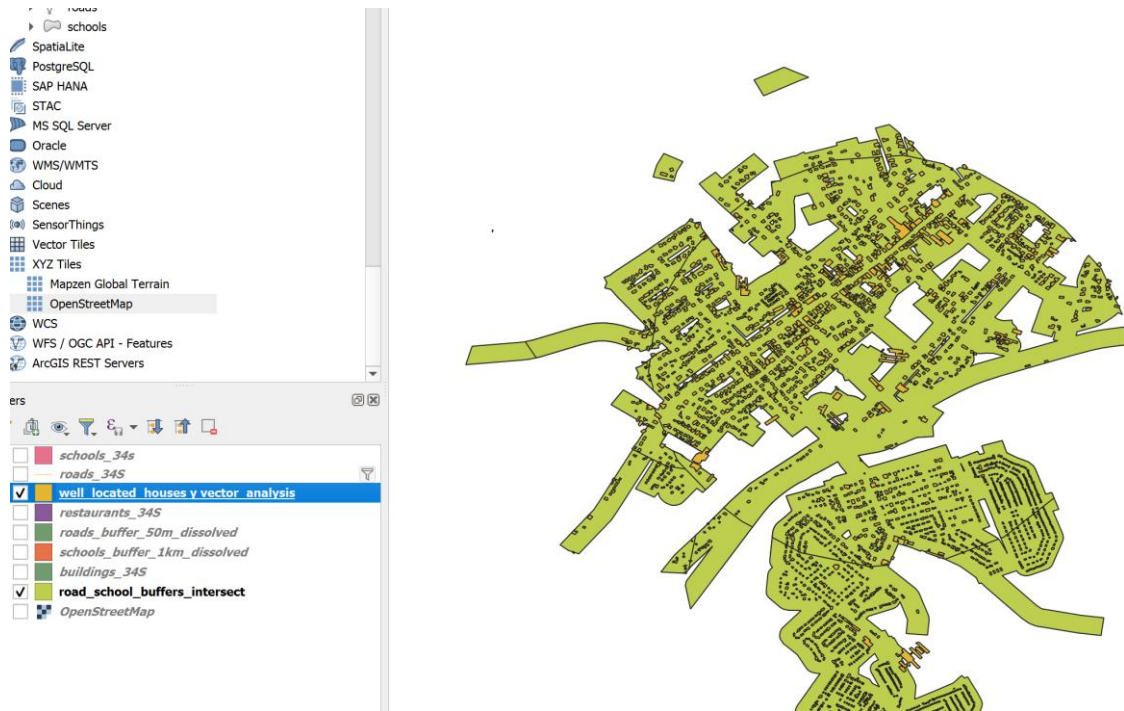 roads
schools
SpatiaLite
PostgreSQL
SAP HANA
STAC
MS SQL Server
Oracle
WMS/WMTS
Cloud
Scenes
SensorThings
Vector Tiles
XYZ Tiles
Mapzen Global Terrain
OpenStreetMap
WCS
WFS / OGC API - Features
ArcGIS REST Servers
ers
schools_34s
roads_34S
well_located_houses y vector_analysis
restaurants_34S
roads_buffer_50m_dissolved
schools_buffer_1km_dissolved
buildings_34S
road_school_buffers_intersect
OpenStreetMap